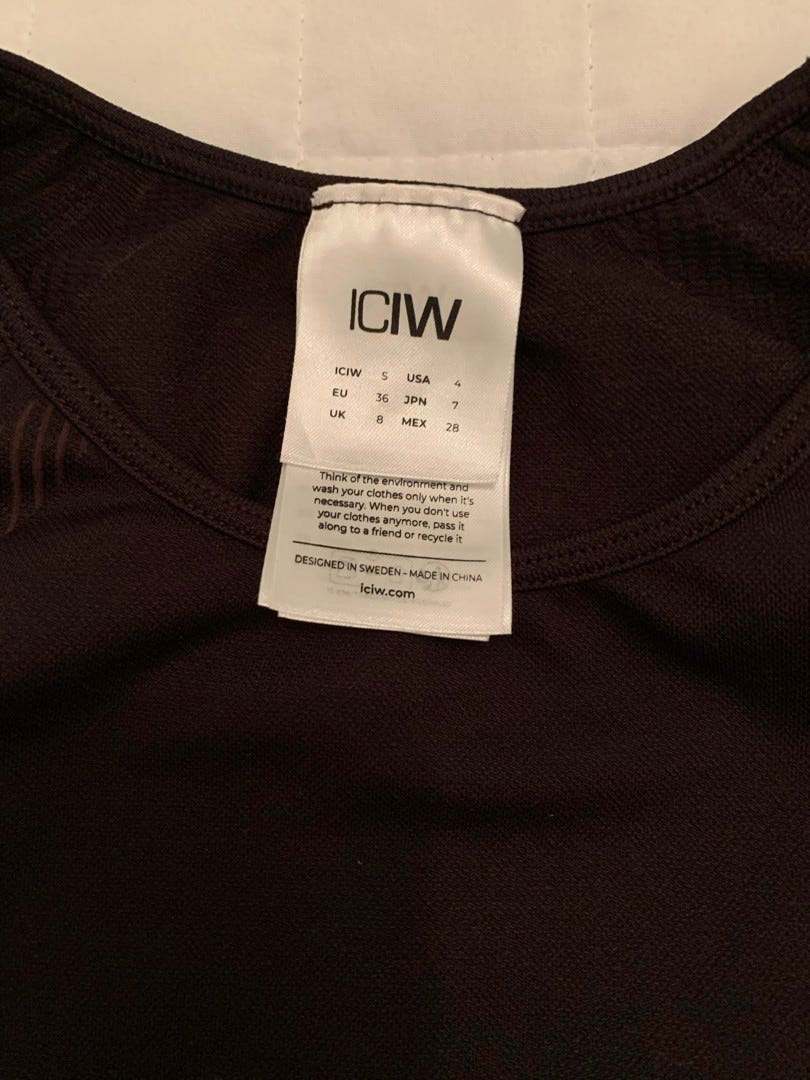 ICIW
ICIW S USA 4
EU 36 JPN 7
UK 8 MEX 28
Think of the environment and
wash your clothes only when it's
necessary. When you don't use
your clothes anymore, pass it
along to a friend or recycle it
DESIGNED IN SWEDEN - MADE IN CHINA
iciw.com